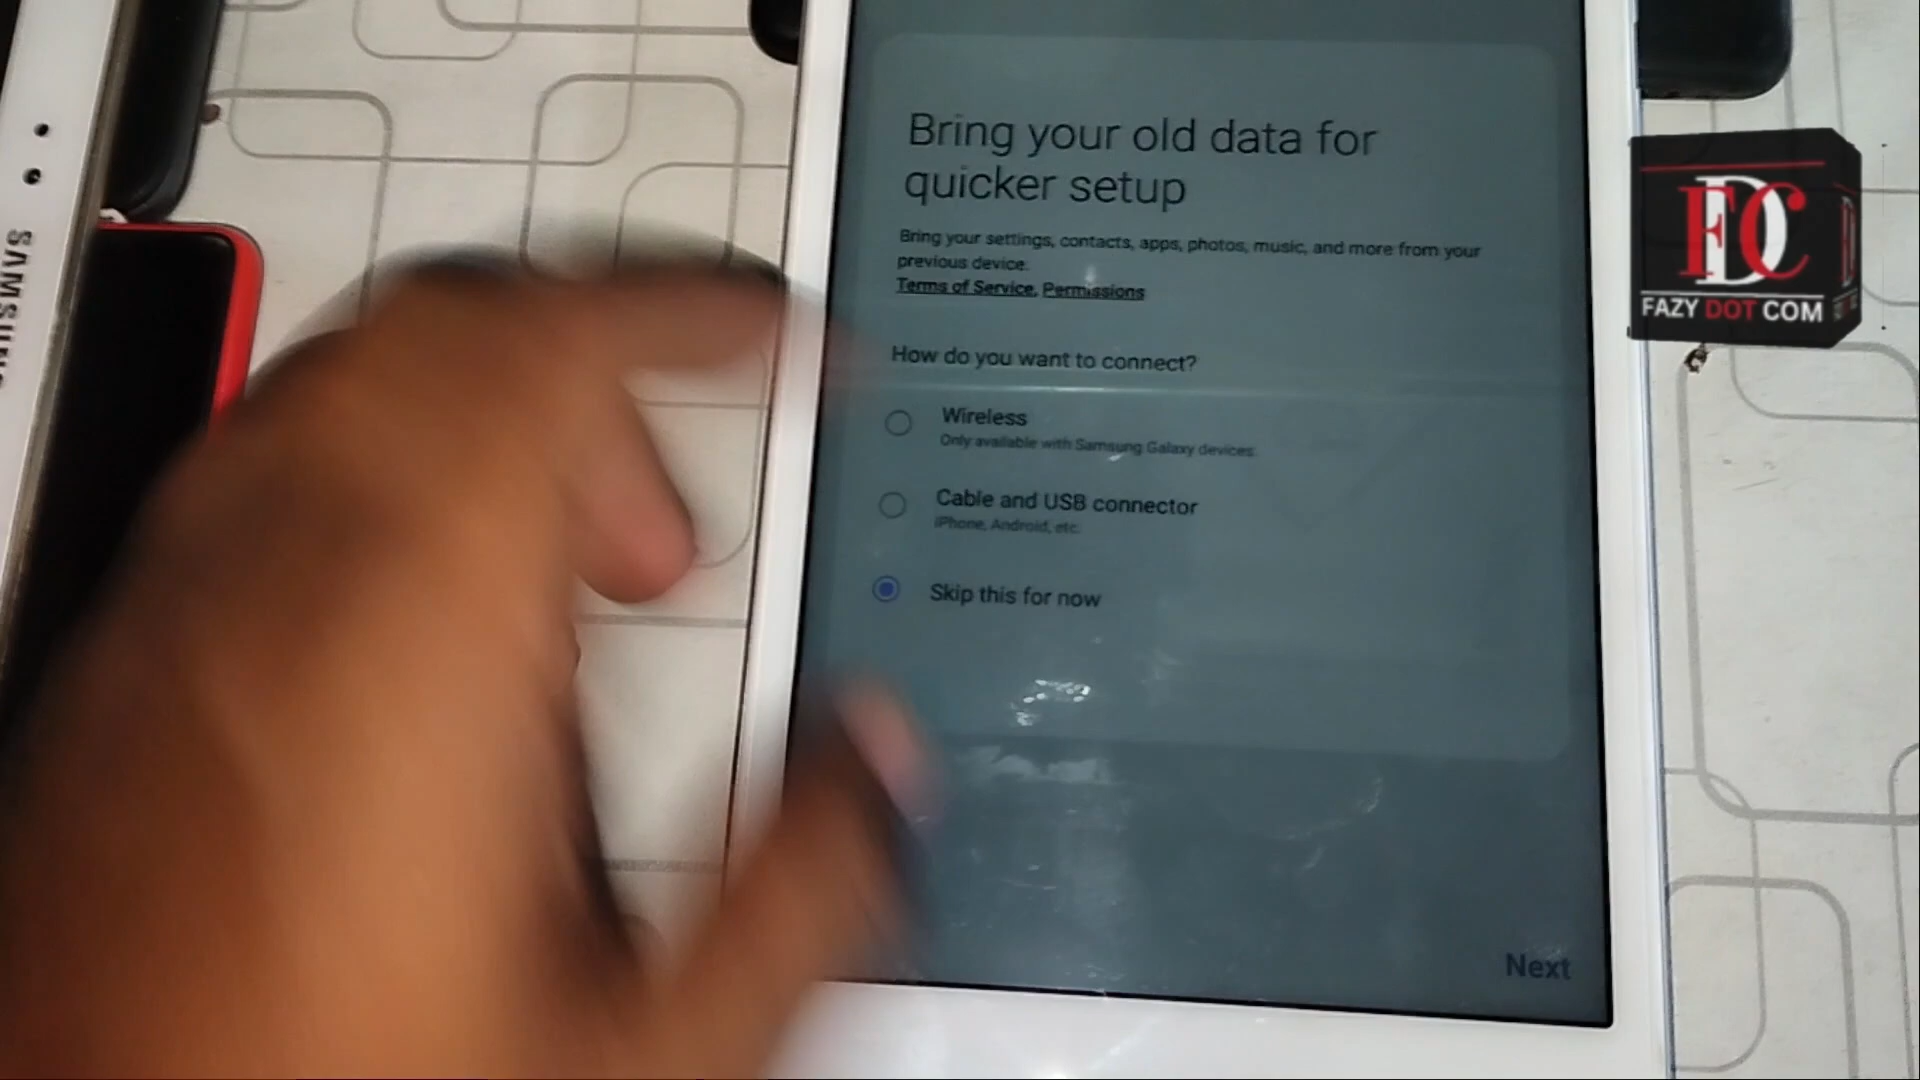 SAMSUNG
Bring your old data for
quicker setup
Bring your settings, contacts, apps, photos, music, and more from your
previous device.
Terms of Service, Permissions
How do you want to connect?
Wireless
Only available with Samsung Galaxy devices.
Cable and USB connector
iPhone, Android, etc.
Skip this for now
Next
FDC
FAZY DOT COM